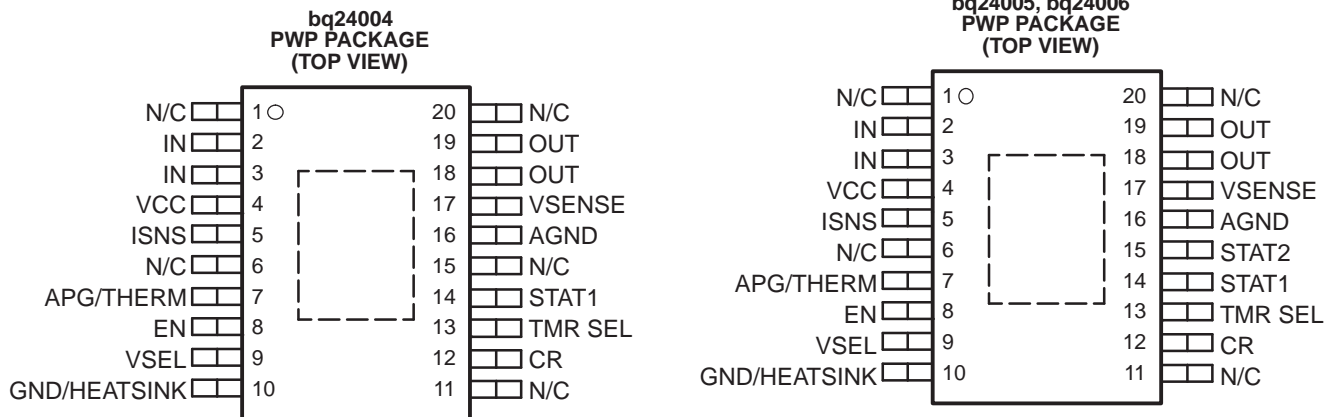 bq24004
PWP PACKAGE
(TOP VIEW)
N/C 1 20 N/C
IN 2 19 OUT
IN 3 18 OUT
VCC 4 17 VSENSE
ISNS 5 16 AGND
N/C 6 15 N/C
APG/THERM 7 14 STAT1
EN 8 13 TMR SEL
VSEL 9 12 CR
GND/HEATSINK 10 11 N/C
bq24005, bq24006
PWP PACKAGE
(TOP VIEW)
N/C 1 20 N/C
IN 2 19 OUT
IN 3 18 OUT
VCC 4 17 VSENSE
ISNS 5 16 AGND
N/C 6 15 STAT2
APG/THERM 7 14 STAT1
EN 8 13 TMR SEL
VSEL 9 12 CR
GND/HEATSINK 10 11 N/C